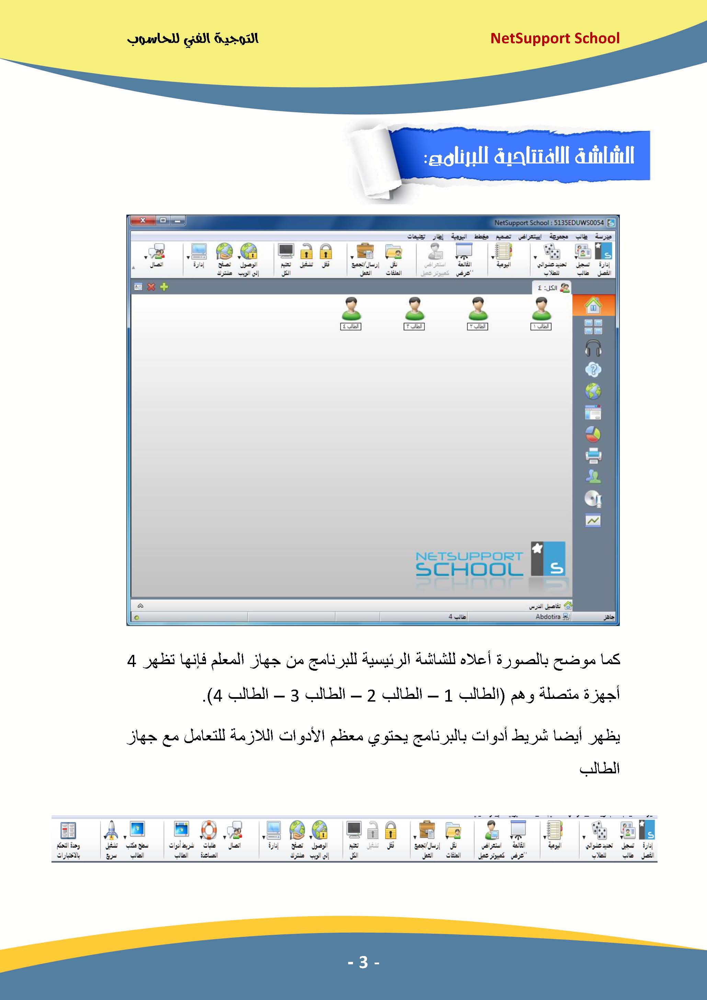 NetSupport School
التوجية الفني للحاسوب
الشاشة الافتتاحية للبرنامج:
NetSupport School : 5135EDUWS0054
مدرسة طالب مجموعة إستعراض تصميم مخطط اليومية إطار تعليمات
إدارة الفصل
تسجيل طالب
تحديد عشوائي للطلاب
اليومية
القائمة "عرض
استعراض كمبيوتر عميل
نقل الملفات
إرسال/تجميع العمل
قفل
تشغيل
تعتيم الكل
الوصول إلى الويب
تصفح مشترك
إدارة
اتصال
الكل: ٤
الطالب ١
الطالب ٢
الطالب ٣
الطالب ٤
NETSUPPORT
SCHOOL
تفاصيل الدرس
جاهز
Abdotira
طالب 4
كما موضح بالصورة أعلاه للشاشة الرئيسية للبرنامج من جهاز المعلم فإنها تظهر 4
أجهزة متصلة وهم (الطالب 1 – الطالب 2 – الطالب 3 – الطالب 4).
يظهر أيضا شريط أدوات بالبرنامج يحتوي معظم الأدوات اللازمة للتعامل مع جهاز
الطالب
إدارة الفصل
تسجيل طالب
تحديد عشوائي للطلاب
اليومية
القائمة "عرض
استعراض كمبيوتر عميل
نقل الملفات
إرسال/تجميع العمل
قفل
تشغيل
تعتيم الكل
الوصول إلى الويب
تصفح مشترك
إدارة
اتصال
طلبات المساعدة
شريط أدوات الطالب
سطح مكتب الطالب
تشغيل سريع
وحدة التحكم بالاختبارات
- 3 -